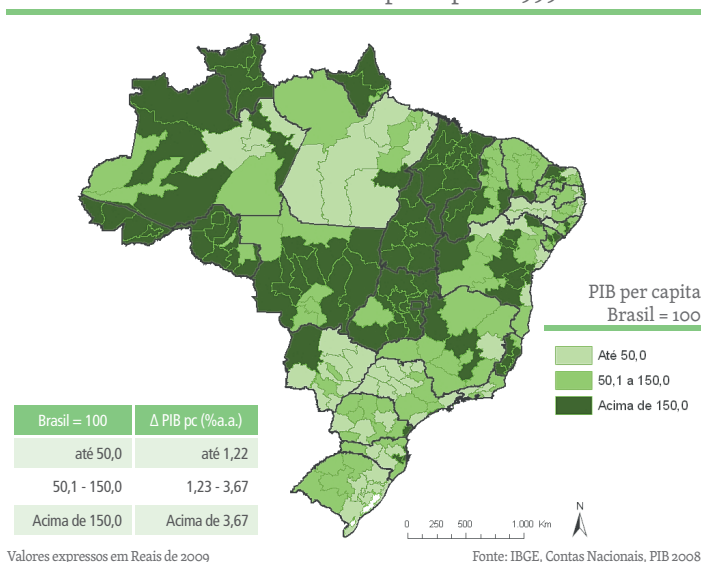 PIB per capita
Brasil = 100
Até 50,0
50,1 a 150,0
Acima de 150,0
Brasil = 100 Δ PIB pc (%a.a.)
até 50,0 até 1,22
50,1 - 150,0 1,23 - 3,67
Acima de 150,0 Acima de 3,67
N
0 250 500 1.000 Km
Valores expressos em Reais de 2009
Fonte: IBGE, Contas Nacionais, PIB 2008